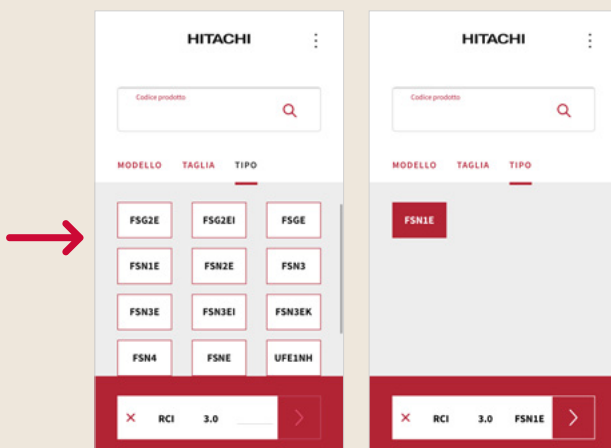 HITACHI
Codice prodotto
MODELLO TAGLIA TIPO
FSG2E FSG2EI FSGE
FSN1E FSN2E FSN3
FSN3E FSN3EI FSN3EK
FSN4 FSNE UFE1NH
RCI 3.0
HITACHI
Codice prodotto
MODELLO TAGLIA TIPO
FSN1E
RCI 3.0 FSN1E